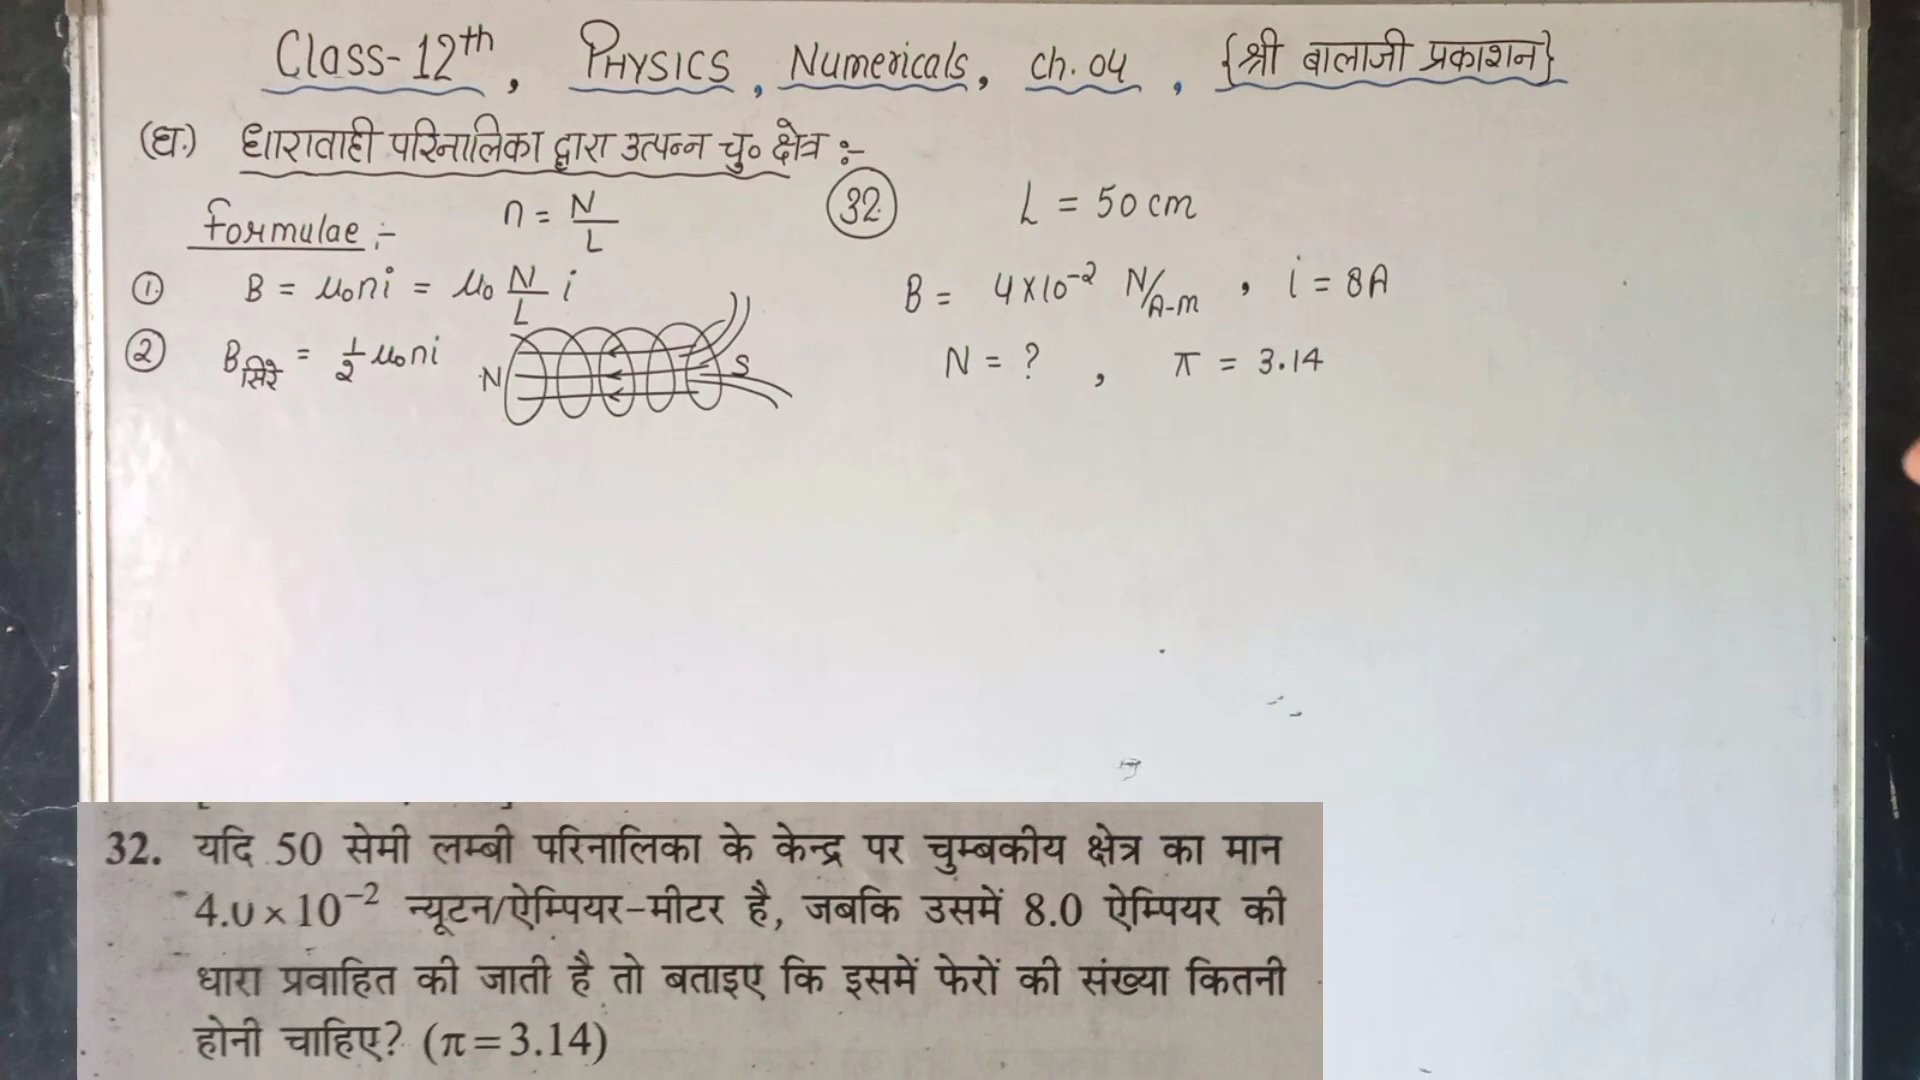 Class-12th, PHYSICS, Numericals, ch. 04, {श्री बालाजी प्रकाशन}
(घ.) धारावाही परिनालिका द्वारा उत्पन्न चु० क्षेत्र :-
Formulae :-
n = N/L
① B = μ₀ni = μ₀ N/L i
② Bसिरे = 1/2 μ₀ni
N S
32. L = 50 cm
B = 4×10⁻² N/A-m , i = 8A
N = ? , π = 3.14
32. यदि 50 सेमी लम्बी परिनालिका के केन्द्र पर चुम्बकीय क्षेत्र का मान
4.0×10⁻² न्यूटन/ऐम्पियर-मीटर है, जबकि उसमें 8.0 ऐम्पियर की
धारा प्रवाहित की जाती है तो बताइए कि इसमें फेरों की संख्या कितनी
होनी चाहिए? (π=3.14)